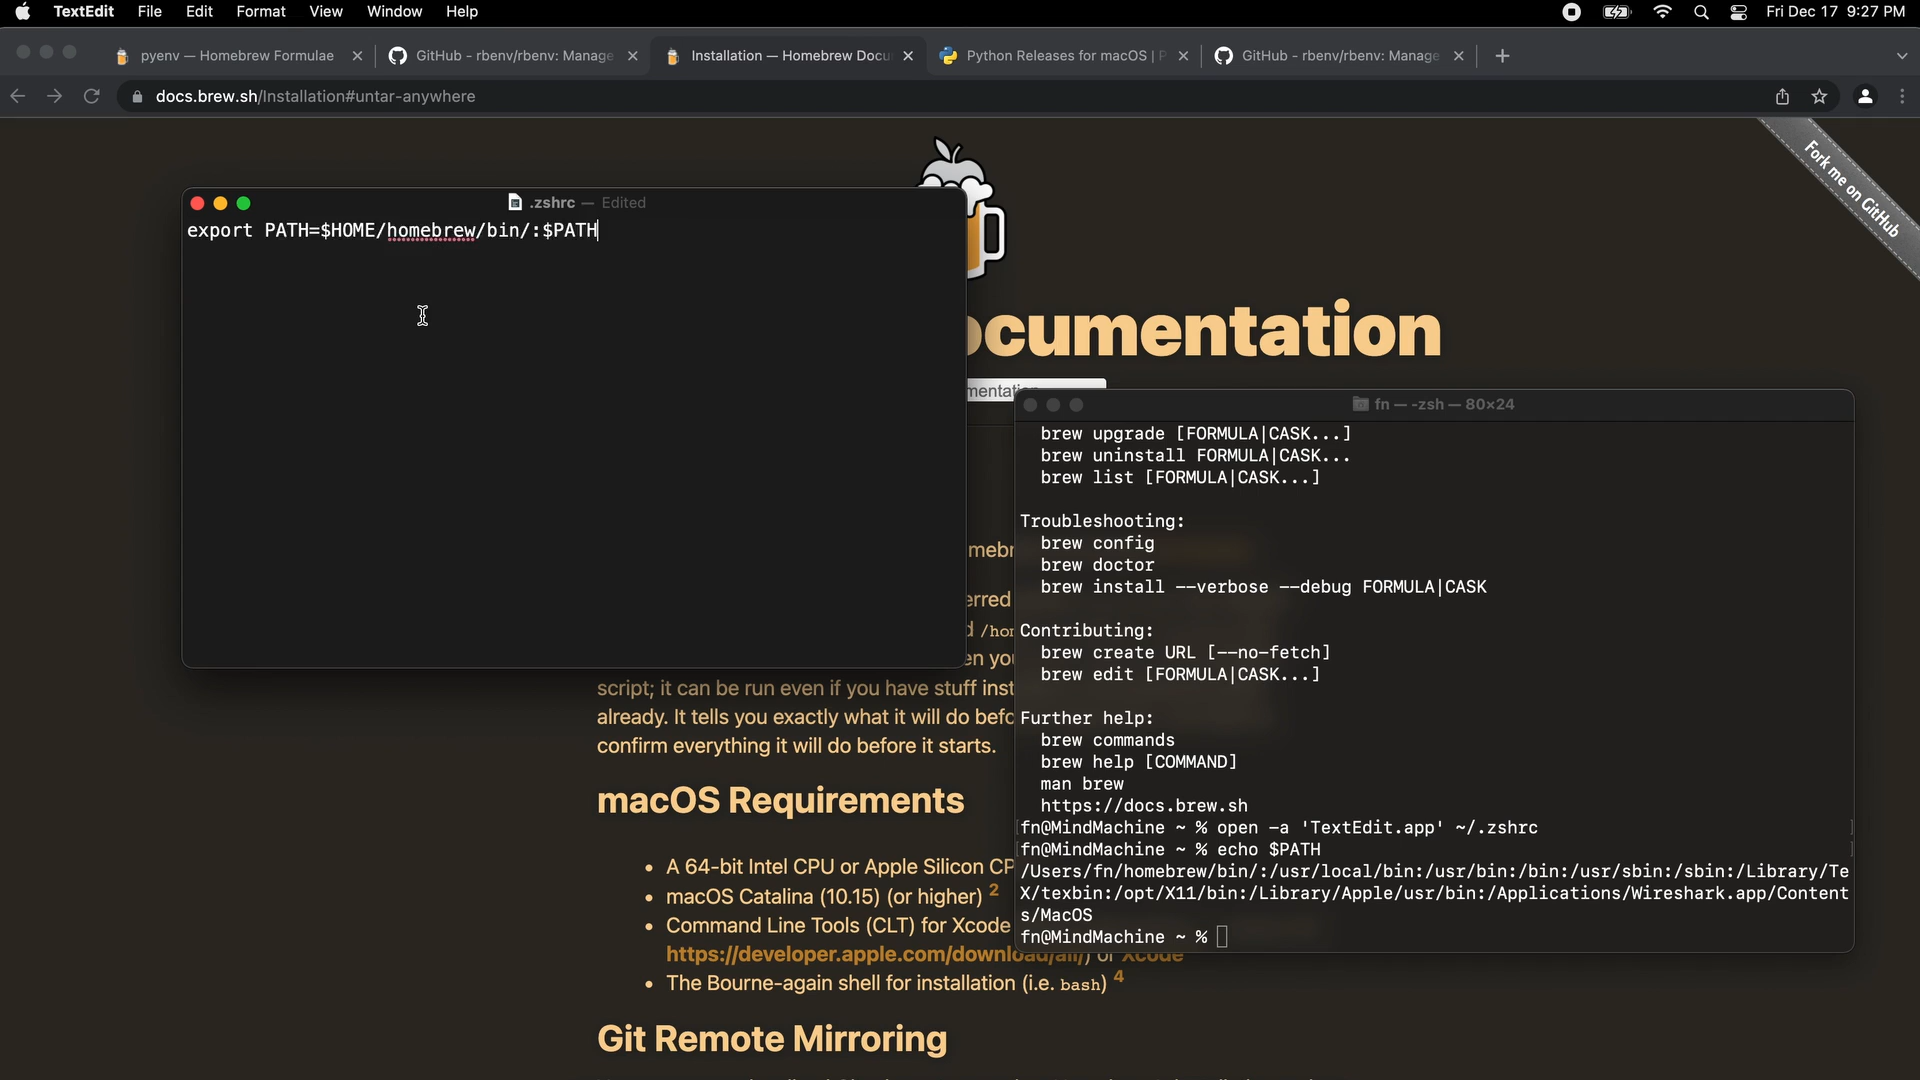 TextEdit File Edit Format View Window Help Fri Dec 17 9:27 PM
pyenv — Homebrew Formulae GitHub - rbenv/rbenv: Manage Installation — Homebrew Docu Python Releases for macOS | P GitHub - rbenv/rbenv: Manage
docs.brew.sh/Installation#untar-anywhere
Fork me on GitHub
.zshrc — Edited
export PATH=$HOME/homebrew/bin/:$PATH
ocumentation
fn — -zsh — 80×24
brew upgrade [FORMULA|CASK...]
brew uninstall FORMULA|CASK...
brew list [FORMULA|CASK...]
Troubleshooting:
brew config
brew doctor
brew install --verbose --debug FORMULA|CASK
Contributing:
brew create URL [--no-fetch]
brew edit [FORMULA|CASK...]
Further help:
brew commands
brew help [COMMAND]
man brew
https://docs.brew.sh
fn@MindMachine ~ % open -a 'TextEdit.app' ~/.zshrc
fn@MindMachine ~ % echo $PATH
/Users/fn/homebrew/bin/:/usr/local/bin:/usr/bin:/bin:/usr/sbin:/sbin:/Library/Te
X/texbin:/opt/X11/bin:/Library/Apple/usr/bin:/Applications/Wireshark.app/Content
s/MacOS
fn@MindMachine ~ %
script; it can be run even if you have stuff inst
already. It tells you exactly what it will do befo
confirm everything it will do before it starts.
macOS Requirements
A 64-bit Intel CPU or Apple Silicon CP
macOS Catalina (10.15) (or higher) 2
Command Line Tools (CLT) for Xcode
https://developer.apple.com/download/all/) or Xcode
The Bourne-again shell for installation (i.e. bash) 4
Git Remote Mirroring